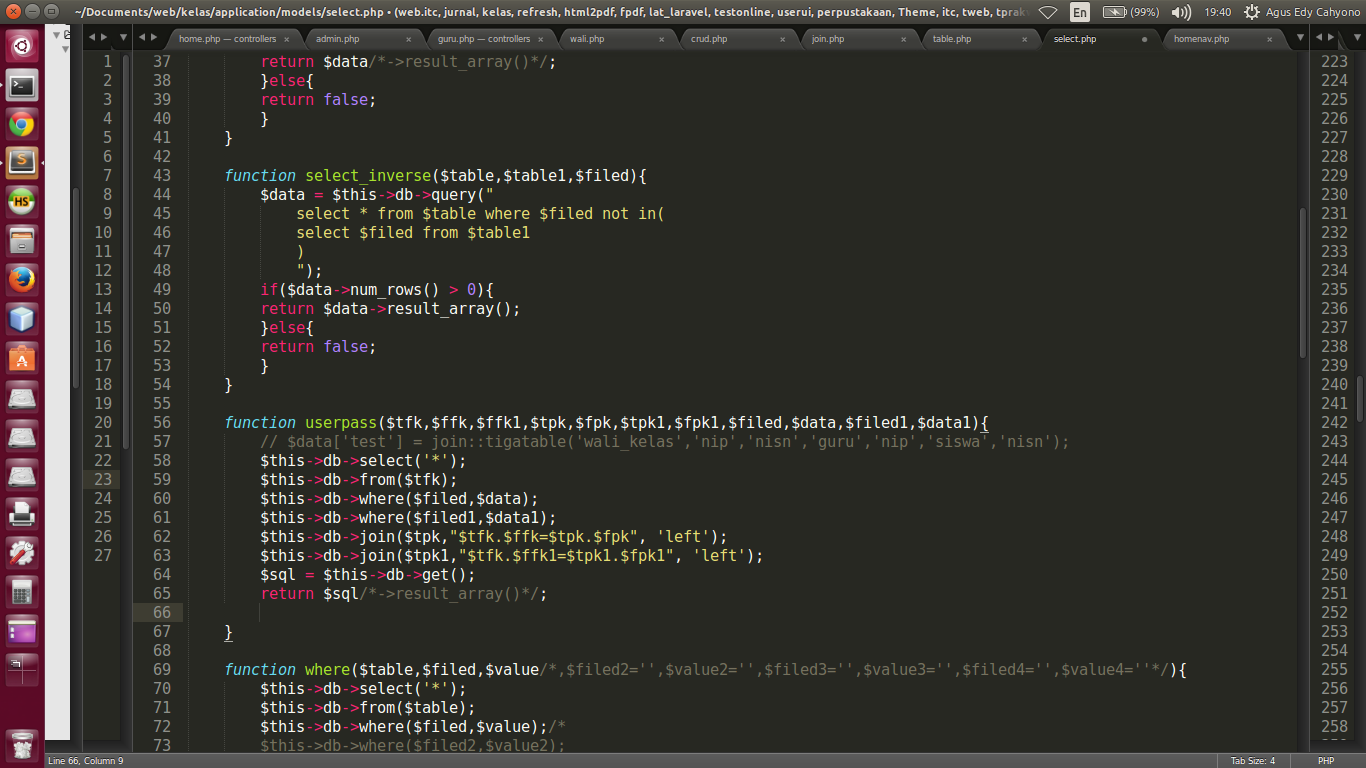 ~/Documents/web/kelas/application/models/select.php • (web.itc, jurnal, kelas, refresh, html2pdf, fpdf, lat_laravel, testonline, userui, perpustakaan, Theme, itc, tweb, tprak
En (99%) 19:40 Agus Edy Cahyono
home.php — controllers × admin.php × guru.php — controllers × wali.php × crud.php × join.php × table.php × select.php • homenav.php ×
1 37 return $data/*->result_array()*/; 223
2 38 }else{ 224
3 39 return false; 225
4 40 } 226
5 41 } 227
6 42 228
7 43 function select_inverse($table,$table1,$filed){ 229
8 44 $data = $this->db->query(" 230
9 45 select * from $table where $filed not in( 231
10 46 select $filed from $table1 232
11 47 ) 233
12 48 "); 234
13 49 if($data->num_rows() > 0){ 235
14 50 return $data->result_array(); 236
15 51 }else{ 237
16 52 return false; 238
17 53 } 239
18 54 } 240
19 55 241
20 56 function userpass($tfk,$ffk,$ffk1,$tpk,$fpk,$tpk1,$fpk1,$filed,$data,$filed1,$data1){ 242
21 57 // $data['test'] = join::tigatable('wali_kelas','nip','nisn','guru','nip','siswa','nisn'); 243
22 58 $this->db->select('*'); 244
23 59 $this->db->from($tfk); 245
24 60 $this->db->where($filed,$data); 246
25 61 $this->db->where($filed1,$data1); 247
26 62 $this->db->join($tpk,"$tfk.$ffk=$tpk.$fpk", 'left'); 248
27 63 $this->db->join($tpk1,"$tfk.$ffk1=$tpk1.$fpk1", 'left'); 249
64 $sql = $this->db->get(); 250
65 return $sql/*->result_array()*/; 251
66 252
67 } 253
68 254
69 function where($table,$filed,$value/*,$filed2='',$value2='',$filed3='',$value3='',$filed4='',$value4=''*/){ 255
70 $this->db->select('*'); 256
71 $this->db->from($table); 257
72 $this->db->where($filed,$value);/* 258
73 $this->db->where($filed2,$value2);
Line 66, Column 9 Tab Size: 4 PHP